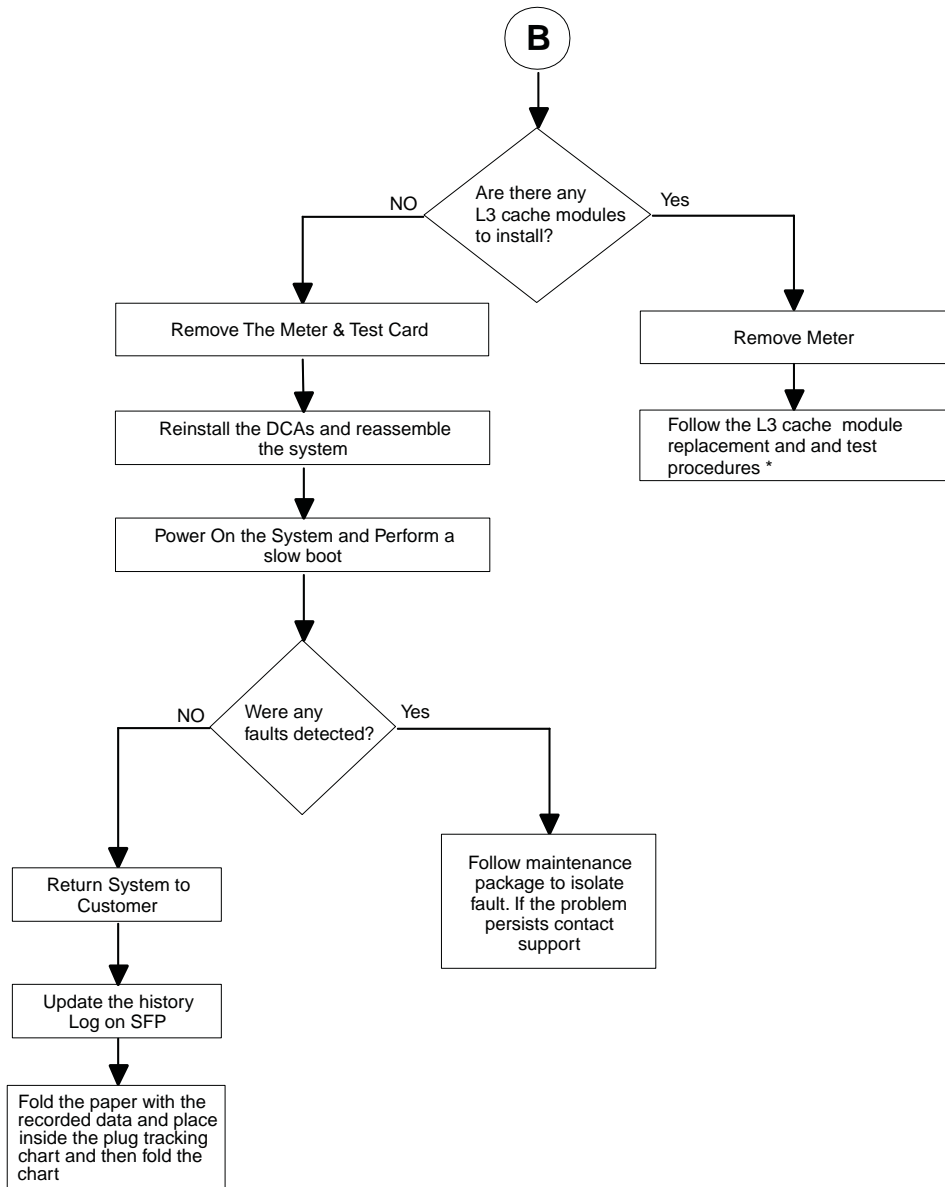 B
Are there any
L3 cache modules
to install?
NO
Yes
Remove The Meter & Test Card
Remove Meter
Reinstall the DCAs and reassemble
the system
Follow the L3 cache module
replacement and and test
procedures *
Power On the System and Perform a
slow boot
Were any
faults detected?
NO
Yes
Return System to
Customer
Follow maintenance
package to isolate
fault. If the problem
persists contact
support
Update the history
Log on SFP
Fold the paper with the
recorded data and place
inside the plug tracking
chart and then fold the
chart